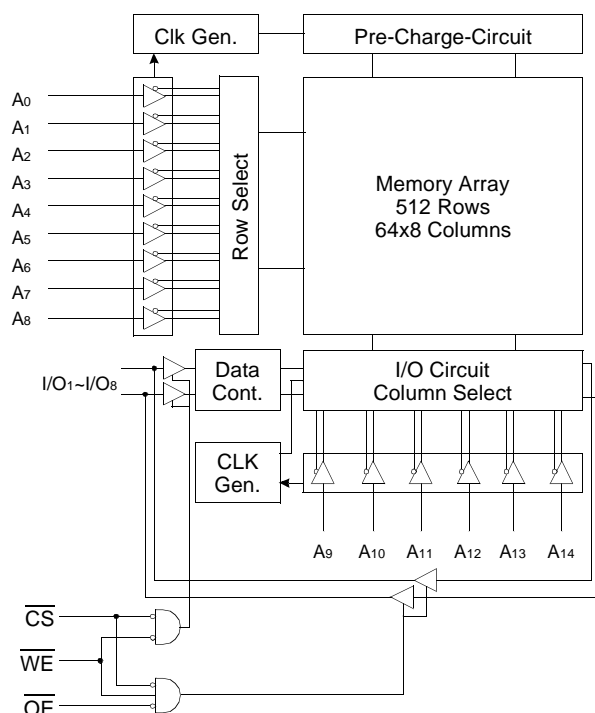 Clk Gen.
Pre-Charge-Circuit
A0
A1
A2
A3
A4
A5
A6
A7
A8
Row Select
Memory Array
512 Rows
64x8 Columns
I/O1~I/O8
Data
Cont.
I/O Circuit
Column Select
CLK
Gen.
A9 A10 A11 A12 A13 A14
CS
WE
OE